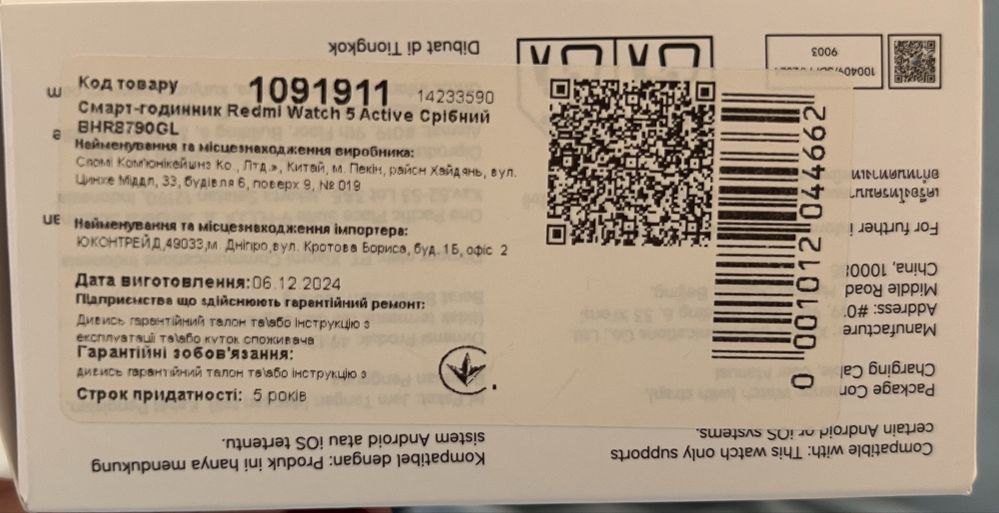 Код товару 1091911 14233590
Смарт-годинник Redmi Watch 5 Active Срібний
BHR8790GL
Найменування та місцезнаходження виробника:
Сяомі Комʼюнікейшнз Ко., Лтд.», Китай, м. Пекін, район Хайдянь, вул.
Цинхе Міддл, 33, будівля 6, поверх 9, № 019
Найменування та місцезнаходження імпортера:
ЮКОНТРЕЙД,49033,м. Дніпро,вул. Кротова Бориса, буд. 1Б, офіс 2
Дата виготовлення:06.12.2024
Підприємства що здійснюють гарантійний ремонт:
Дивись гарантійний талон та\або інструкцію з
експлуатації та\або куток споживача
Гарантійні зобов'язання:
дивись гарантійний талон та\або інструкцію з
Строк придатності: 5 років
0 001012 044662
Compatible with: This watch only supports
certain Android or iOS systems.
Package Con
Charging Cal
Manufacture
Address: #01
Middle Road
China, 1000
For further i
9003
Kompatibel dengan: Produk ini hanya mendukung
sistem Android atau iOS tertentu.
Dibuat di Tiongkok